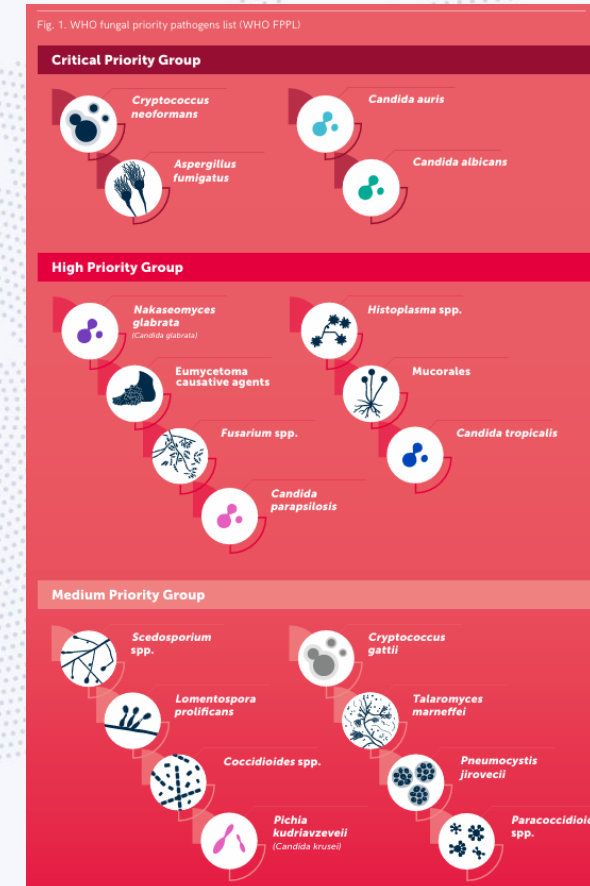 Fig. 1. WHO fungal priority pathogens list (WHO FPPL)
Critical Priority Group
Cryptococcus
neoformans
Aspergillus
fumigatus
Candida auris
Candida albicans
High Priority Group
Nakaseomyces
glabrata
(Candida glabrata)
Eumycetoma
causative agents
Fusarium spp.
Candida
parapsilosis
Histoplasma spp.
Mucorales
Candida tropicalis
Medium Priority Group
Scedosporium
spp.
Lomentospora
prolificans
Coccidioides spp.
Pichia
kudriavzeveii
(Candida krusei)
Cryptococcus
gattii
Talaromyces
marneffei
Pneumocystis
jirovecii
Paracoccidioid
spp.